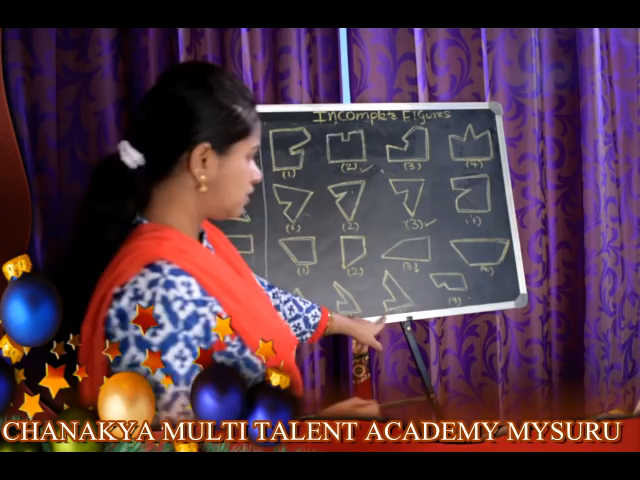 Incomplete Figures
(1) (2) ✓ (3) (4)
(1) (2) (3) ✓ (4)
(1) (2) (3) (4)
(4)
CHANAKYA MULTI TALENT ACADEMY MYSURU